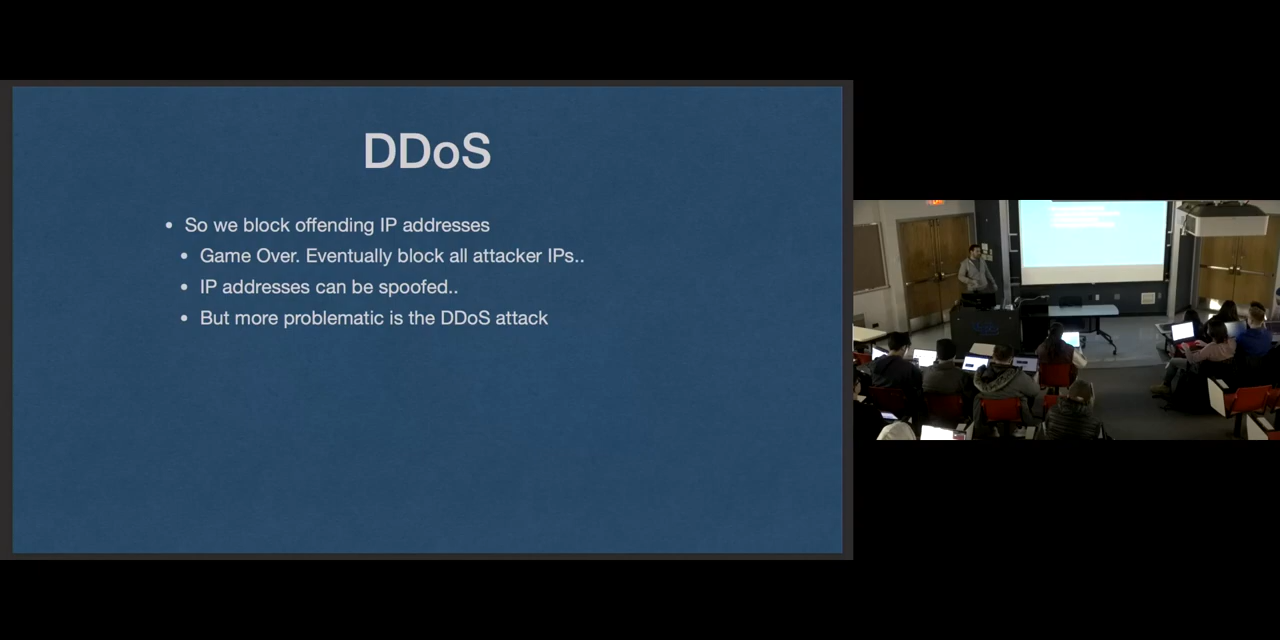 DDoS
• So we block offending IP addresses
• Game Over. Eventually block all attacker IPs..
• IP addresses can be spoofed..
• But more problematic is the DDoS attack